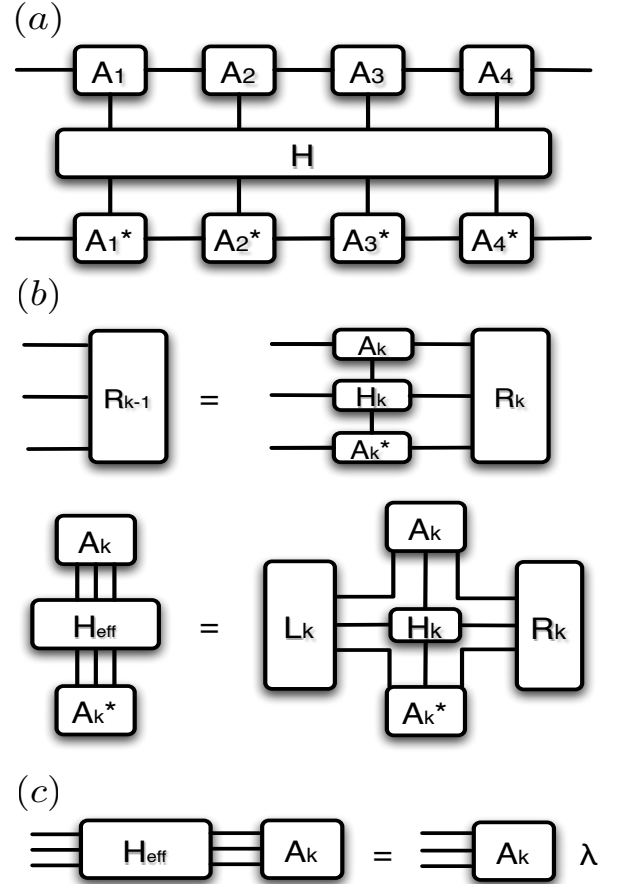 (a)
A1 A2 A3 A4
H
A1* A2* A3* A4*
(b)
Rk-1 = Ak Hk Ak* Rk
Ak Heff Ak* = Lk Ak Hk Ak* Rk
(c)
Heff Ak = Ak λ